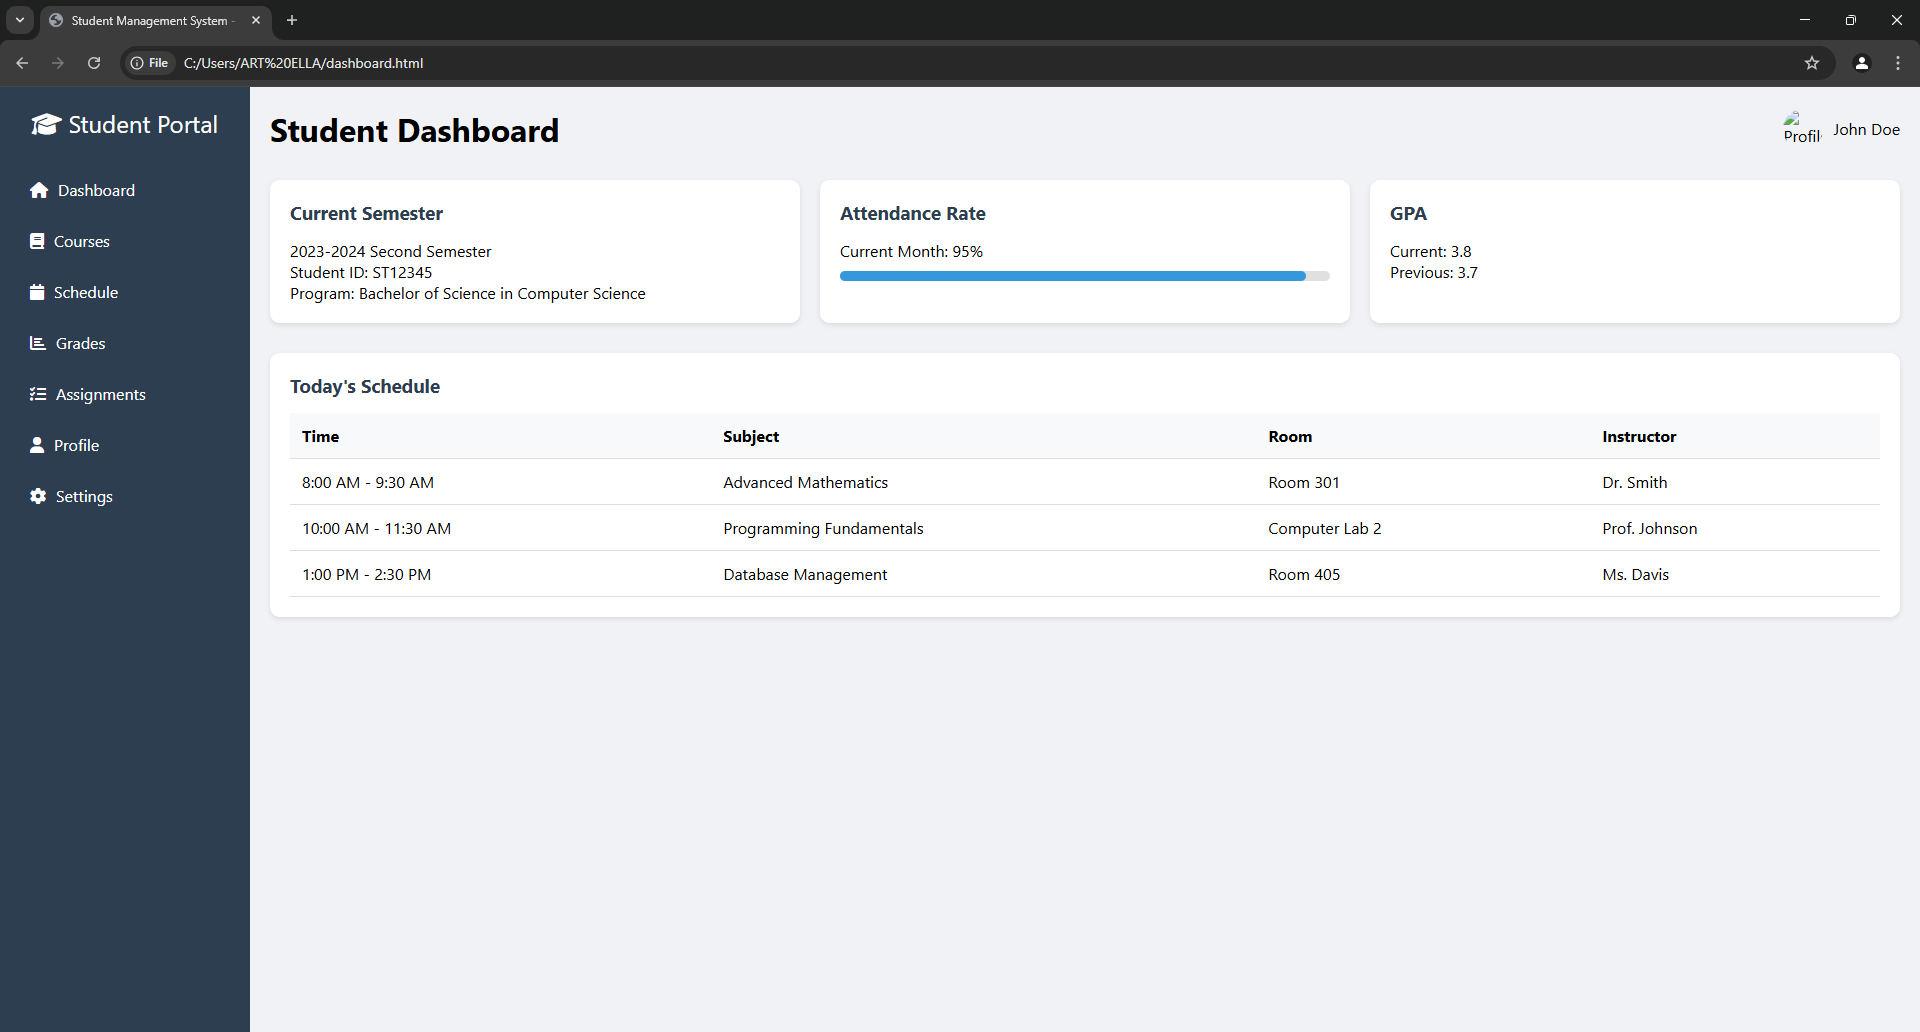 Student Management System -
File
C:/Users/ART%20ELLA/dashboard.html
Student Portal
Dashboard
Courses
Schedule
Grades
Assignments
Profile
Settings
Student Dashboard
Profil
John Doe
Current Semester
2023-2024 Second Semester
Student ID: ST12345
Program: Bachelor of Science in Computer Science
Attendance Rate
Current Month: 95%
GPA
Current: 3.8
Previous: 3.7
Today's Schedule
Time Subject Room Instructor
8:00 AM - 9:30 AM Advanced Mathematics Room 301 Dr. Smith
10:00 AM - 11:30 AM Programming Fundamentals Computer Lab 2 Prof. Johnson
1:00 PM - 2:30 PM Database Management Room 405 Ms. Davis